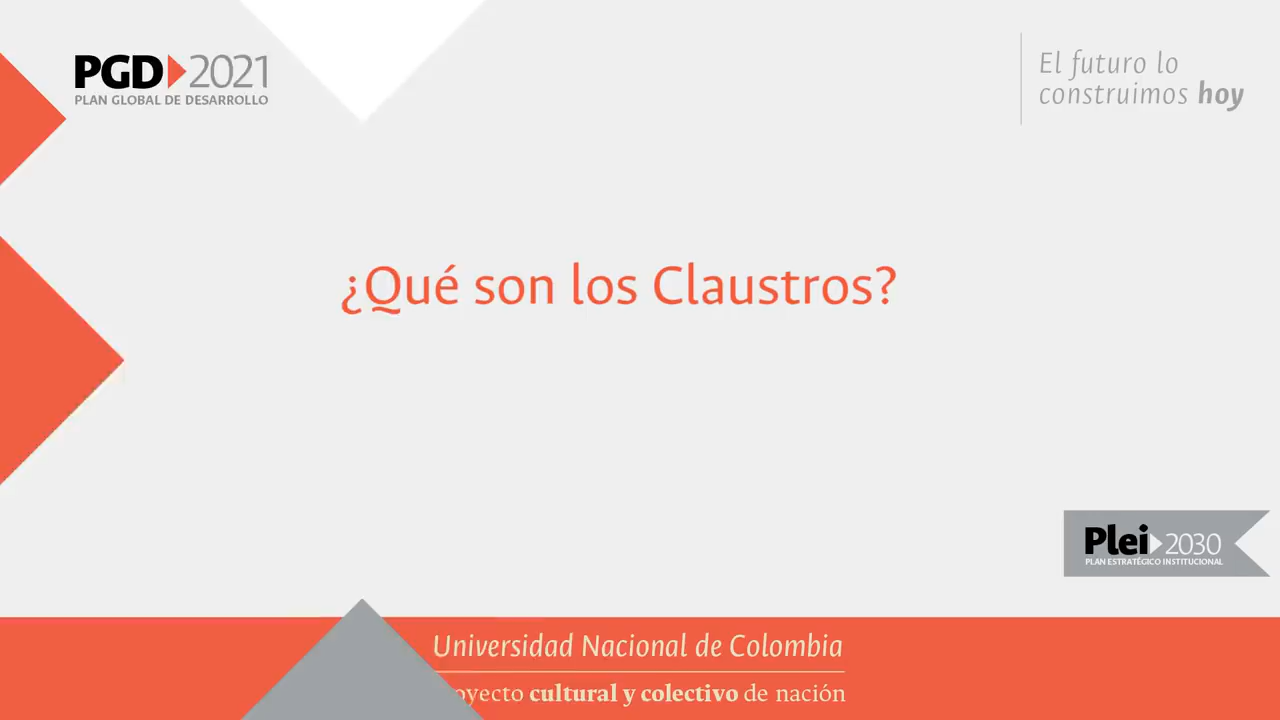 PGD 2021
PLAN GLOBAL DE DESARROLLO
El futuro lo
construimos hoy
¿Qué son los Claustros?
Plei 2030
PLAN ESTRATÉGICO INSTITUCIONAL
Universidad Nacional de Colombia
cultural y colectivo de nación